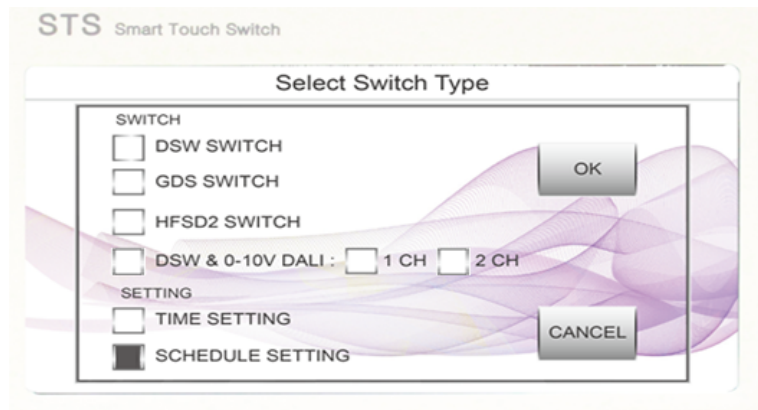 STS Smart Touch Switch
Select Switch Type
SWITCH
DSW SWITCH
GDS SWITCH
OK
HFSD2 SWITCH
DSW & 0-10V DALI : 1 CH 2 CH
SETTING
TIME SETTING
CANCEL
SCHEDULE SETTING